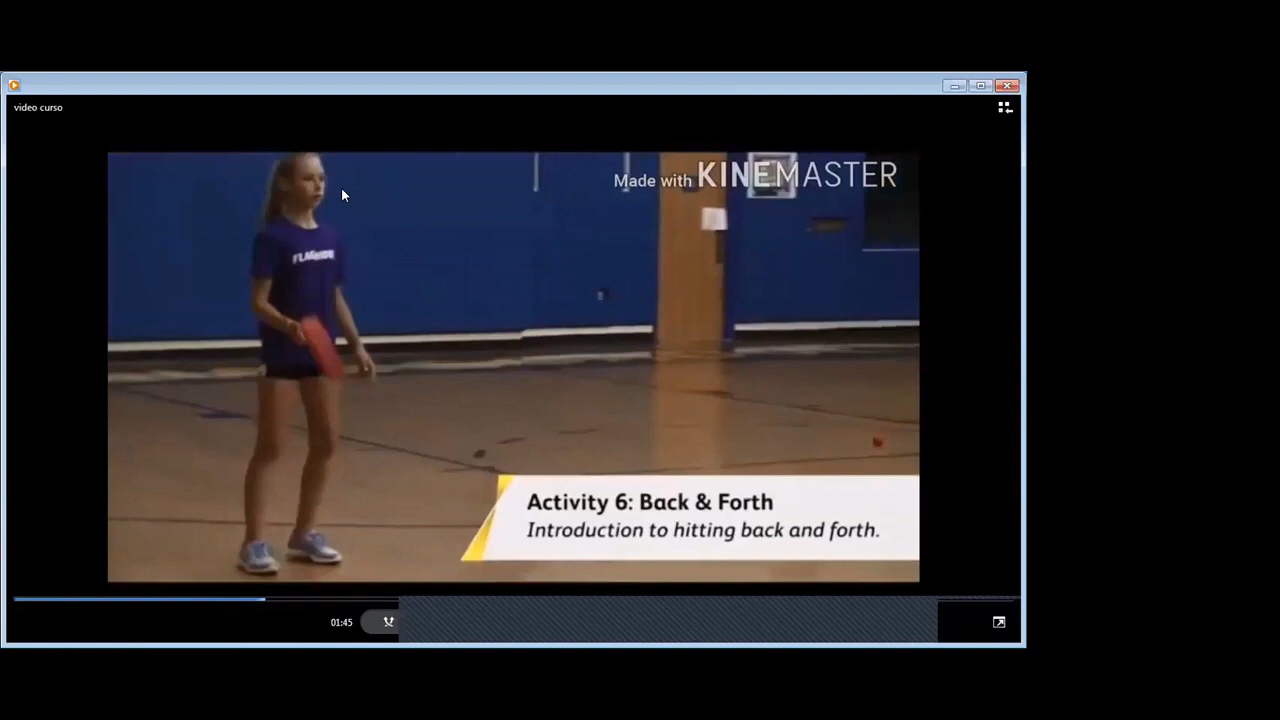 video curso
Made with KINEMASTER
Activity 6: Back & Forth
Introduction to hitting back and forth.
01:45